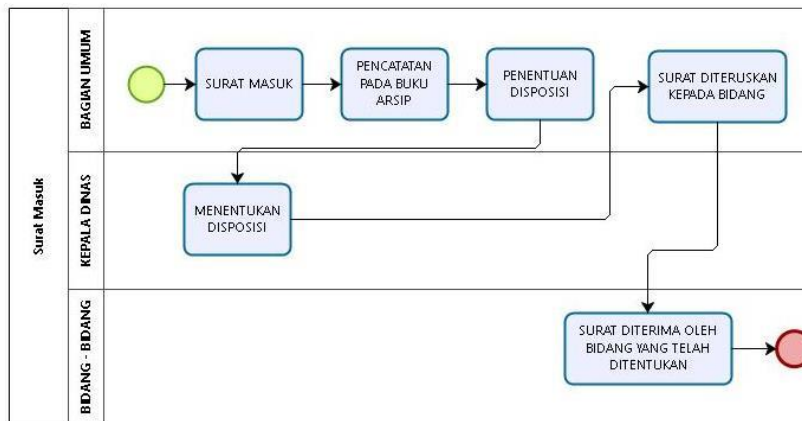 Surat Masuk
BAGIAN UMUM
SURAT MASUK
PENCATATAN
PADA BUKU
ARSIP
PENENTUAN
DISPOSISI
SURAT DITERUSKAN
KEPADA BIDANG
KEPALA DINAS
MENENTUKAN
DISPOSISI
BIDANG - BIDANG
SURAT DITERIMA OLEH
BIDANG YANG TELAH
DITENTUKAN